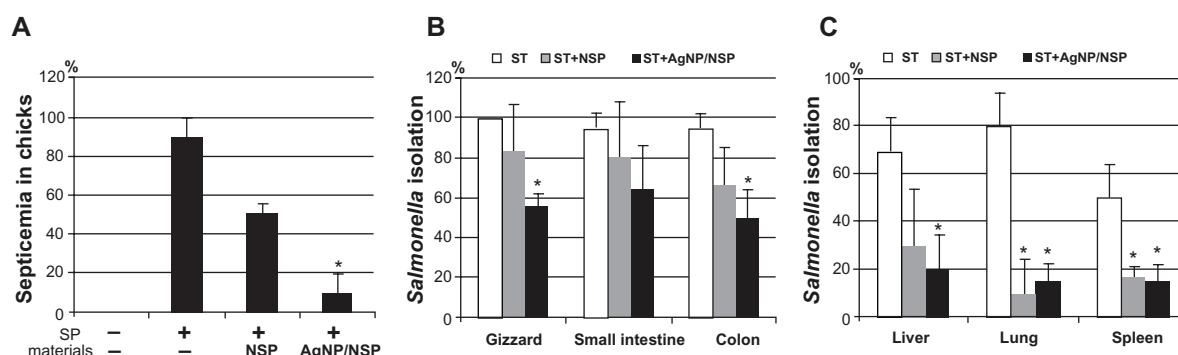 A
%
Septicemia in chicks
120
100
80
60
40
20
0
SP – + + +
materials – – NSP AgNP/NSP
*
B
ST ST+NSP ST+AgNP/NSP
%
Salmonella isolation
120
100
80
60
40
20
0
* *
Gizzard Small intestine Colon
C
ST ST+NSP ST+AgNP/NSP
%
Salmonella isolation
100
80
60
40
20
0
* * * * *
Liver Lung Spleen